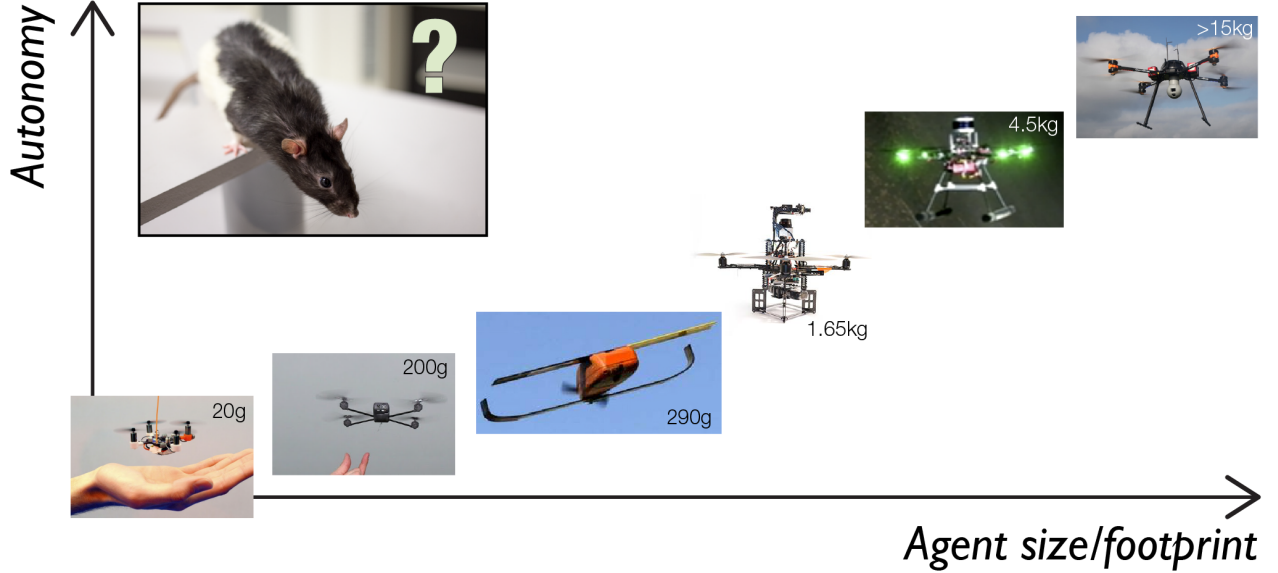 Autonomy
?
>15kg
4.5kg
1.65kg
290g
200g
20g
Agent size/footprint